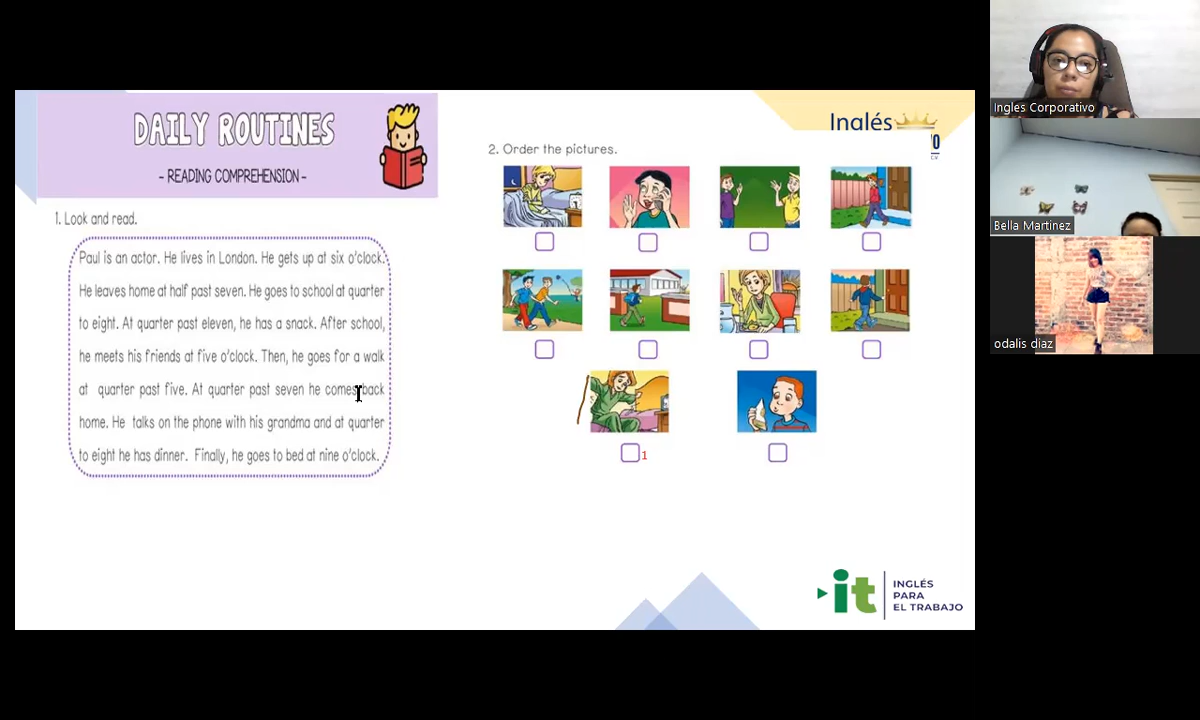 DAILY ROUTINES
- READING COMPREHENSION -
1. Look and read.
Paul is an actor. He lives in London. He gets up at six o'clock.
He leaves home at half past seven. He goes to school at quarter
to eight. At quarter past eleven, he has a snack. After school,
he meets his friends at five o'clock. Then, he goes for a walk
at quarter past five. At quarter past seven he comes back
home. He talks on the phone with his grandma and at quarter
to eight he has dinner. Finally, he goes to bed at nine o'clock.
Inglés
2. Order the pictures.
1
it
INGLÉS
PARA
EL TRABAJO
Ingles Corporativo
Bella Martinez
odalis diaz